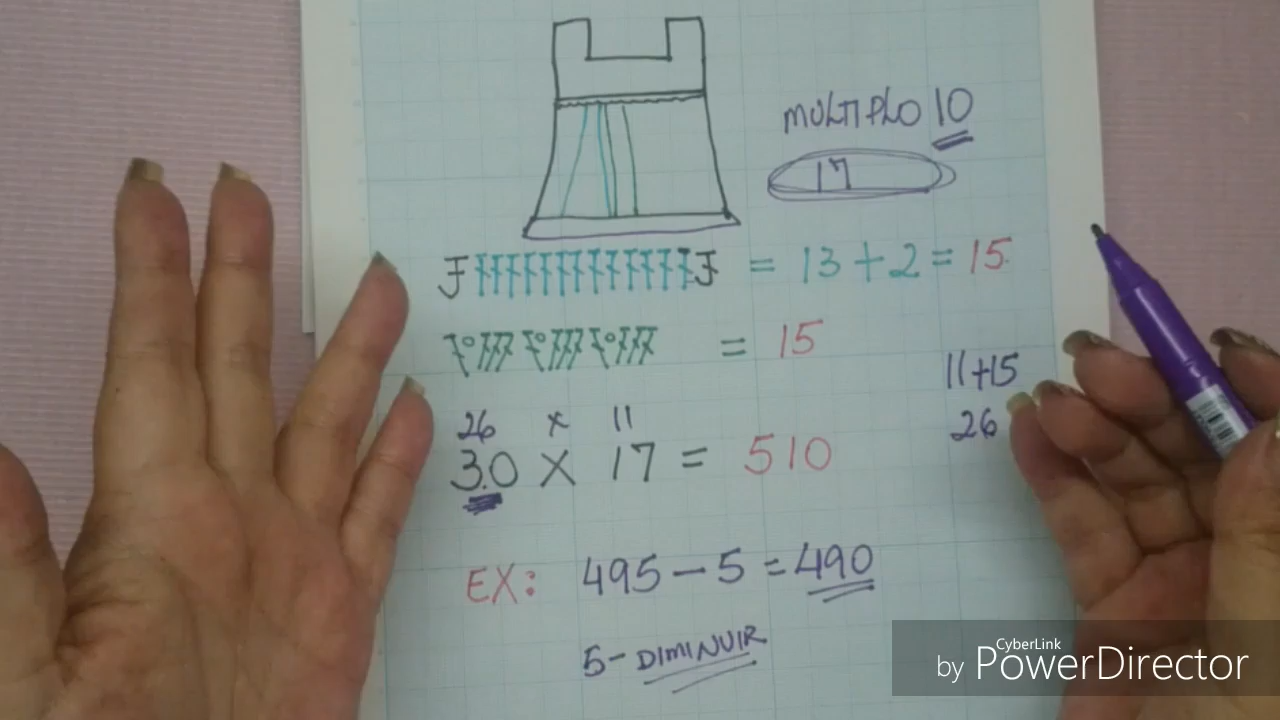 MULTIPLO 10
17
= 13 + 2 = 15
= 15
11+15
26
26 x 11
30 X 17 = 510
EX: 495 - 5 = 490
5 - DIMINUIR
CyberLink
by PowerDirector